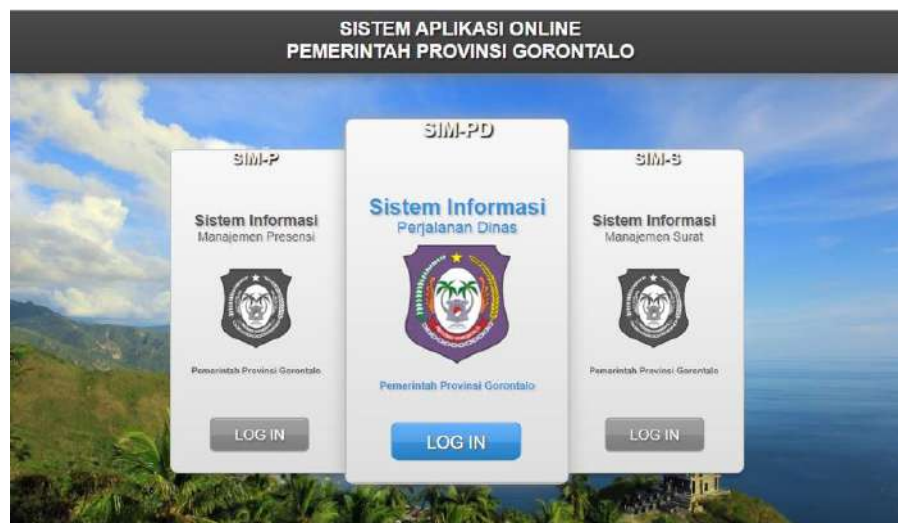 SISTEM APLIKASI ONLINE
PEMERINTAH PROVINSI GORONTALO
SIM-P
Sistem Informasi
Manajemen Presensi
Pemerintah Provinsi Gorontalo
LOG IN
SIM-PD
Sistem Informasi
Perjalanan Dinas
Pemerintah Provinsi Gorontalo
LOG IN
SIM-S
Sistem Informasi
Manajemen Surat
Pemerintah Provinsi Gorontalo
LOG IN